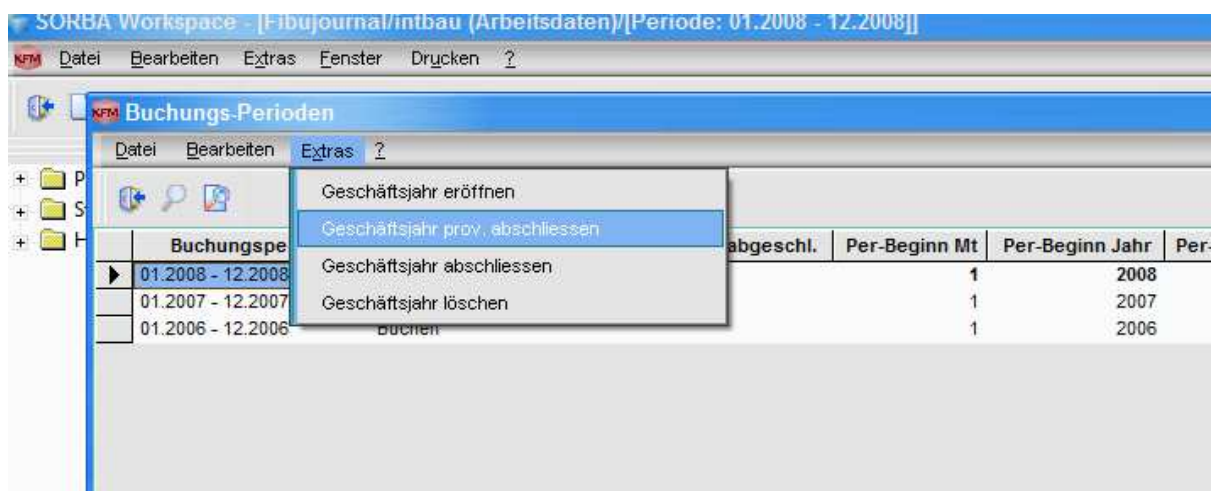 SORBA Workspace - [Fibujournal/intbau (Arbeitsdaten)/[Periode: 01.2008 - 12.2008]]
KFM Datei Bearbeiten Extras Fenster Drucken ?
KFM Buchungs-Perioden
Datei Bearbeiten Extras ?
P
S
H
Geschäftsjahr eröffnen
Geschäftsjahr prov. abschliessen
Geschäftsjahr abschliessen
Geschäftsjahr löschen
Buchungspe abgeschl. Per-Beginn Mt Per-Beginn Jahr Per-
01.2008 - 12.2008 1 2008
01.2007 - 12.2007 1 2007
01.2006 - 12.2006 Buchen 1 2006